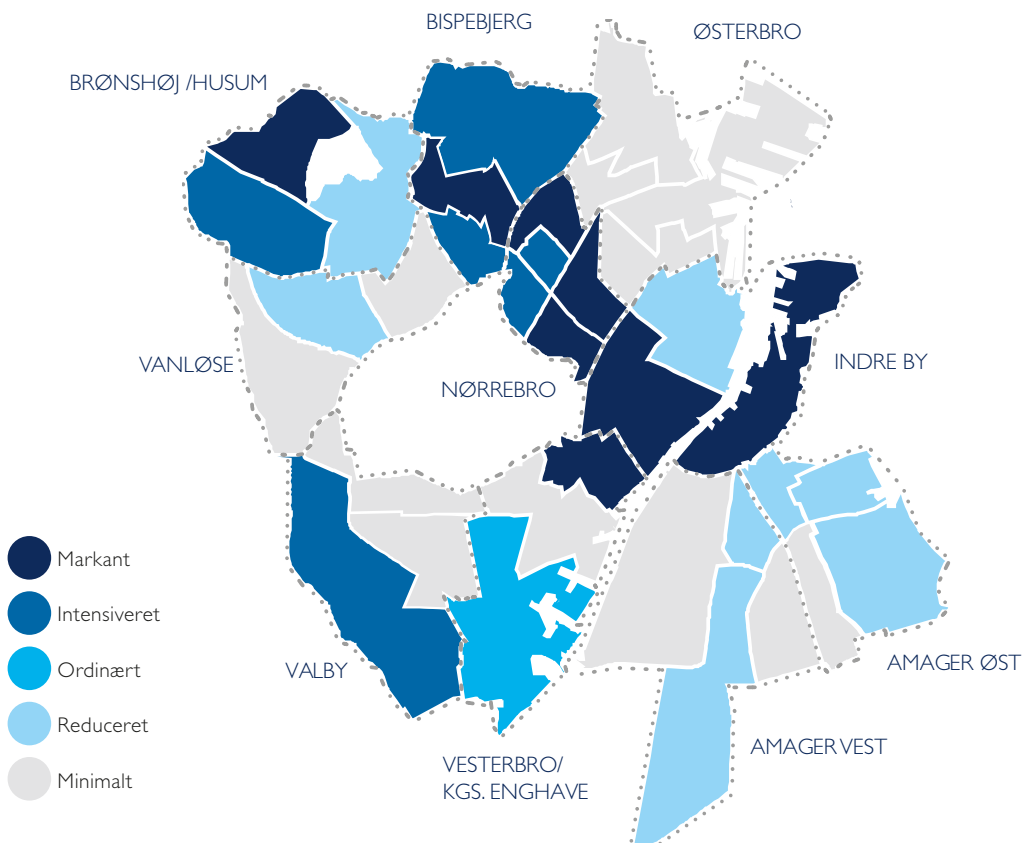 BISPEBJERG
ØSTERBRO
BRØNSHØJ /HUSUM
VANLØSE
INDRE BY
NØRREBRO
Markant
Intensiveret
Ordinært
Reduceret
Minimalt
VALBY
AMAGER ØST
AMAGER VEST
VESTERBRO/
KGS. ENGHAVE